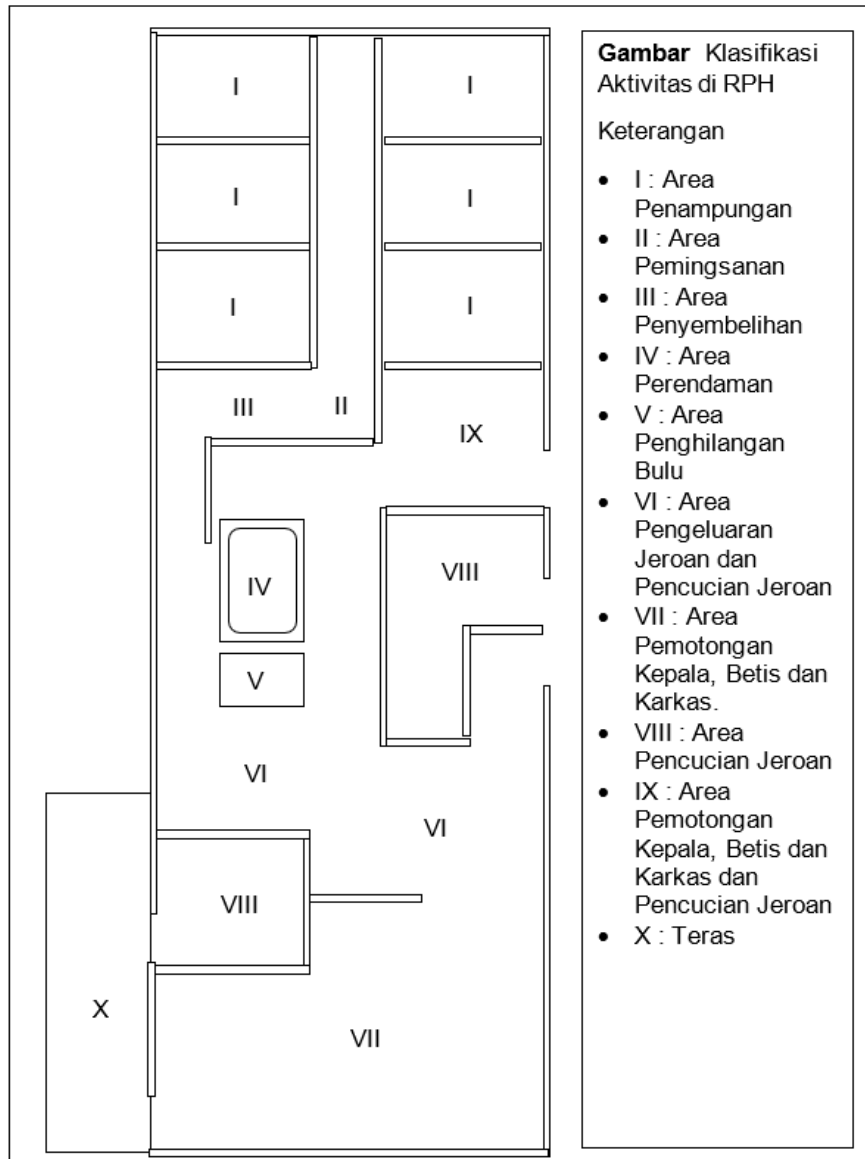 I
I
I
I
I
I
III
II
IX
IV
VIII
V
VI
VI
VIII
X
VII
Gambar Klasifikasi
Aktivitas di RPH
Keterangan
• I : Area
Penampungan
• II : Area
Pemingsanan
• III : Area
Penyembelihan
• IV : Area
Perendaman
• V : Area
Penghilangan
Bulu
• VI : Area
Pengeluaran
Jeroan dan
Pencucian Jeroan
• VII : Area
Pemotongan
Kepala, Betis dan
Karkas.
• VIII : Area
Pencucian Jeroan
• IX : Area
Pemotongan
Kepala, Betis dan
Karkas dan
Pencucian Jeroan
• X : Teras